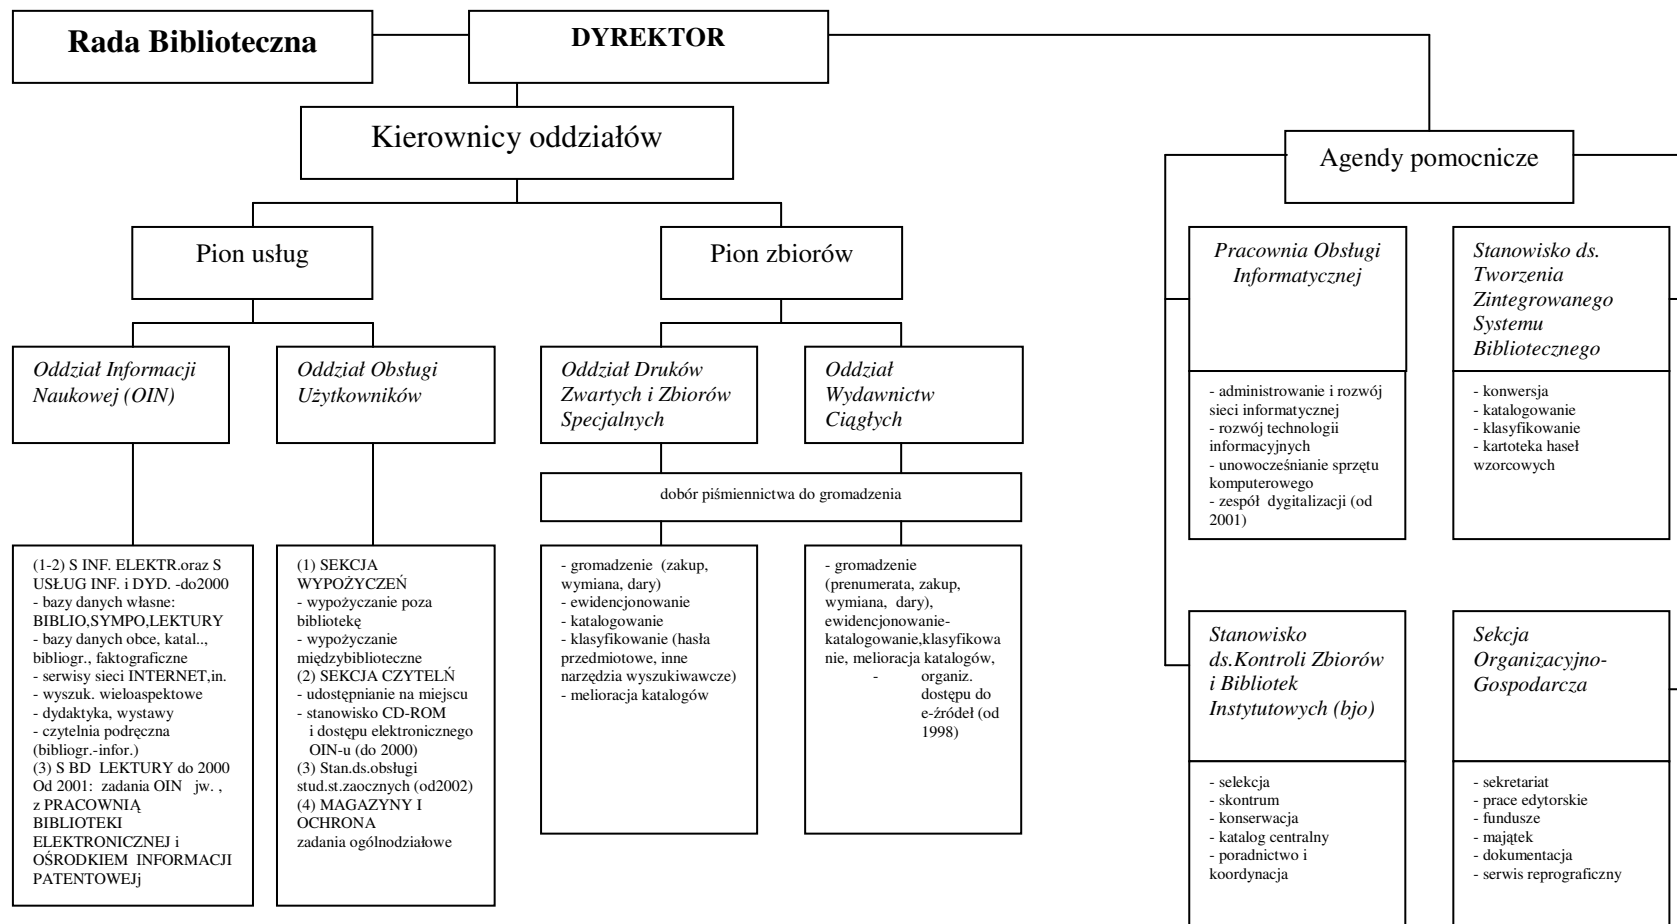 Rada Biblioteczna
DYREKTOR
Kierownicy oddziałów
Agendy pomocnicze
Pion usług
Pion zbiorów
Oddział Informacji
Naukowej (OIN)
Oddział Obsługi
Użytkowników
Oddział Druków
Zwartych i Zbiorów
Specjalnych
Oddział
Wydawnictw
Ciągłych
dobór piśmiennictwa do gromadzenia
(1-2) S INF. ELEKTR.oraz S
USŁUG INF. i DYD. -do2000
- bazy danych własne:
BIBLIO,SYMPO,LEKTURY
- bazy danych obce, katal..,
bibliogr., faktograficzne
- serwisy sieci INTERNET,in.
- wyszuk. wieloaspektowe
- dydaktyka, wystawy
- czytelnia podręczna
(bibliogr.-infor.)
(3) S BD  LEKTURY do 2000
Od 2001:  zadania OIN   jw. ,
z PRACOWNIĄ
BIBLIOTEKI
ELEKTRONICZNEJ i
OŚRODKIEM  INFORMACJI
PATENTOWEJj
(1) SEKCJA
WYPOŻYCZEŃ
- wypożyczanie poza
bibliotekę
- wypożyczanie
międzybiblioteczne
(2) SEKCJA CZYTELŃ
- udostępnianie na miejscu
- stanowisko CD-ROM
i dostępu elektronicznego
OIN-u (do 2000)
(3) Stan.ds.obsługi
stud.st.zaocznych (od2002)
(4) MAGAZYNY I
OCHRONA
zadania ogólnodziałowe
- gromadzenie  (zakup,
wymiana, dary)
- ewidencjonowanie
- katalogowanie
- klasyfikowanie (hasła
przedmiotowe, inne
narzędzia wyszukiwawcze)
- melioracja katalogów
- gromadzenie
(prenumerata, zakup,
wymiana,  dary),
ewidencjonowanie-
katalogowanie,klasyfikowa
nie, melioracja katalogów,
- organiz.
dostępu do
e-żródeł (od
1998)
Pracownia Obsługi
Informatycznej
- administrowanie i rozwój
sieci informatycznej
- rozwój technologii
informacyjnych
- unowocześnianie sprzętu
komputerowego
- zespół  dygitalizacji (od
2001)
Stanowisko ds.
Tworzenia
Zintegrowanego
Systemu
Bibliotecznego
- konwersja
- katalogowanie
- klasyfikowanie
- kartoteka haseł
wzorcowych
Stanowisko
ds.Kontroli Zbiorów
i Bibliotek
Instytutowych (bjo)
- selekcja
- skontrum
- konserwacja
- katalog centralny
- poradnictwo i
koordynacja
Sekcja
Organizacyjno-
Gospodarcza
- sekretariat
- prace edytorskie
- fundusze
- majątek
- dokumentacja
- serwis reprograficzny